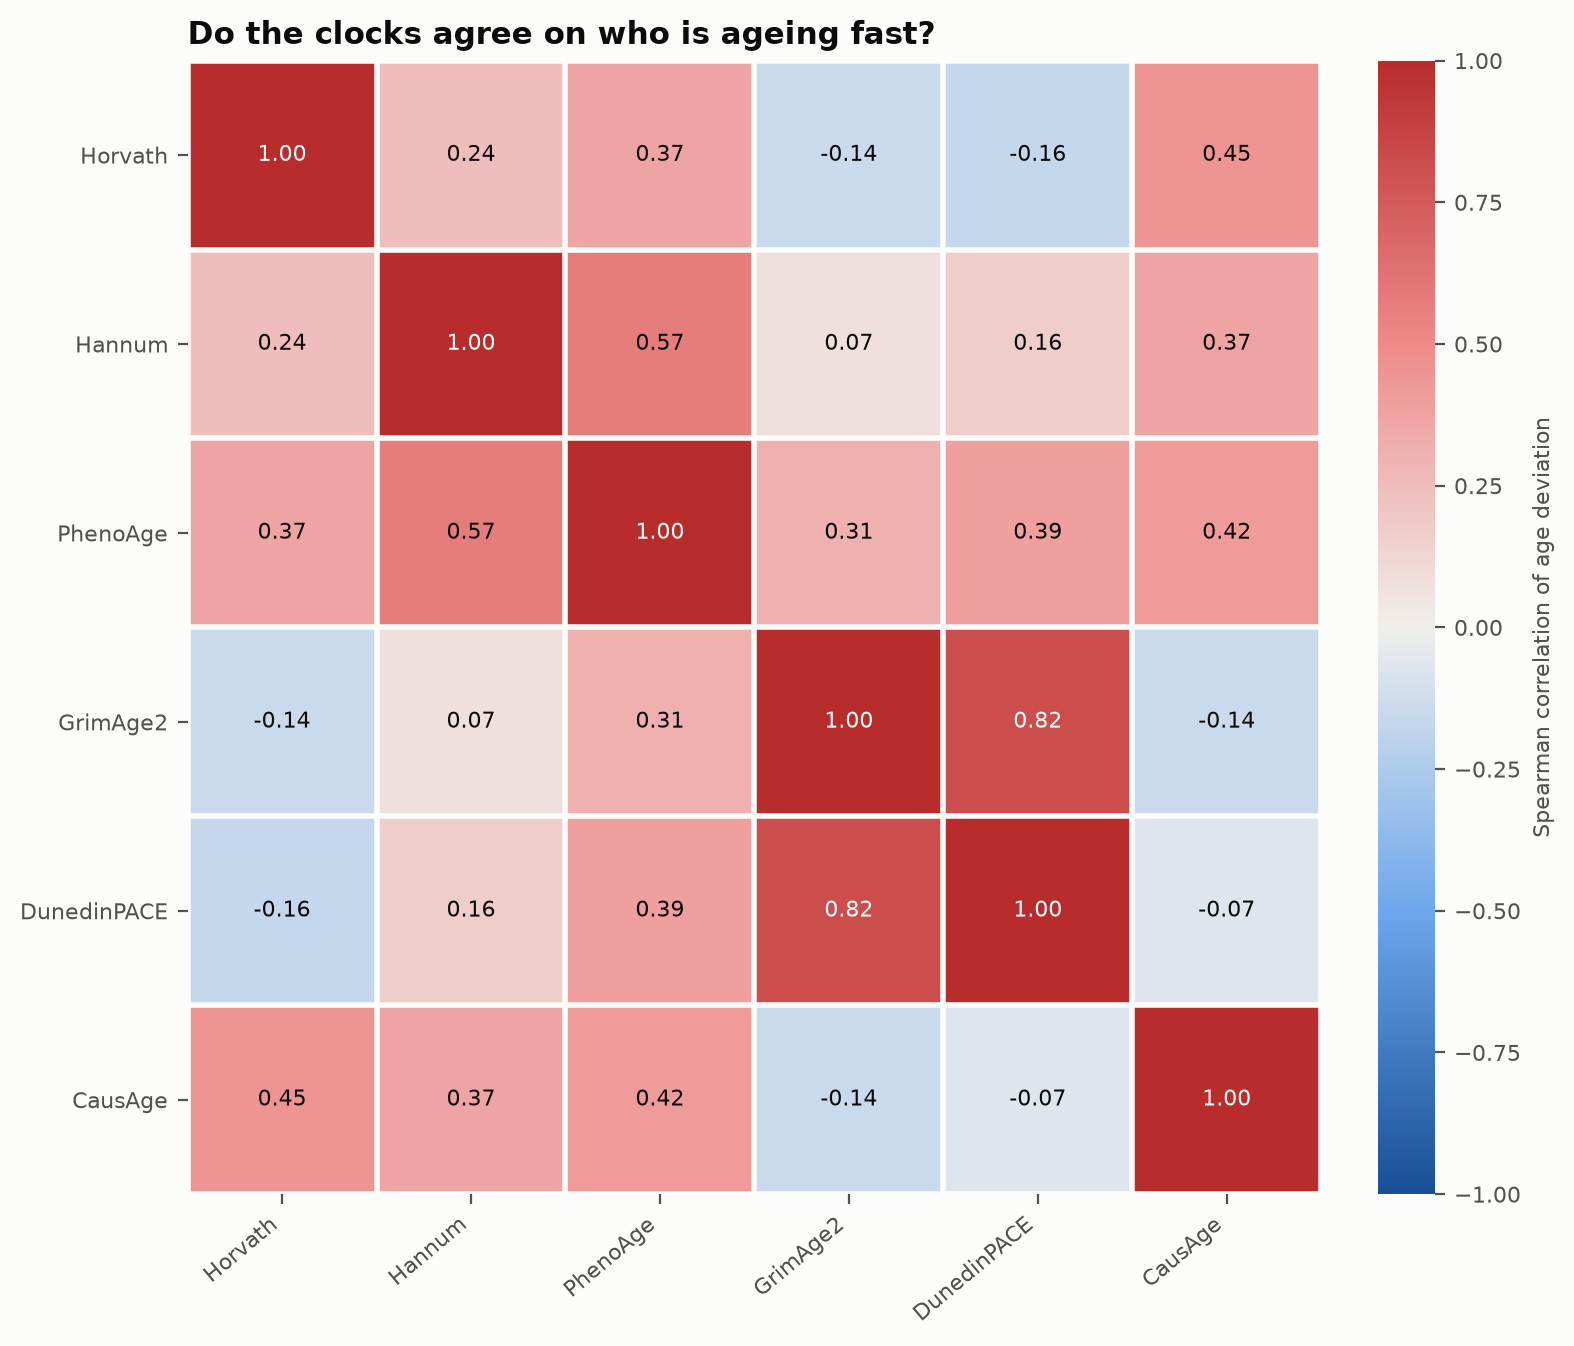 Do the clocks agree on who is ageing fast?
Horvath 1.00 0.24 0.37 -0.14 -0.16 0.45
Hannum 0.24 1.00 0.57 0.07 0.16 0.37
PhenoAge 0.37 0.57 1.00 0.31 0.39 0.42
GrimAge2 -0.14 0.07 0.31 1.00 0.82 -0.14
DunedinPACE -0.16 0.16 0.39 0.82 1.00 -0.07
CausAge 0.45 0.37 0.42 -0.14 -0.07 1.00
Horvath Hannum PhenoAge GrimAge2 DunedinPACE CausAge
1.00
0.75
0.50
0.25
0.00
−0.25
−0.50
−0.75
−1.00
Spearman correlation of age deviation